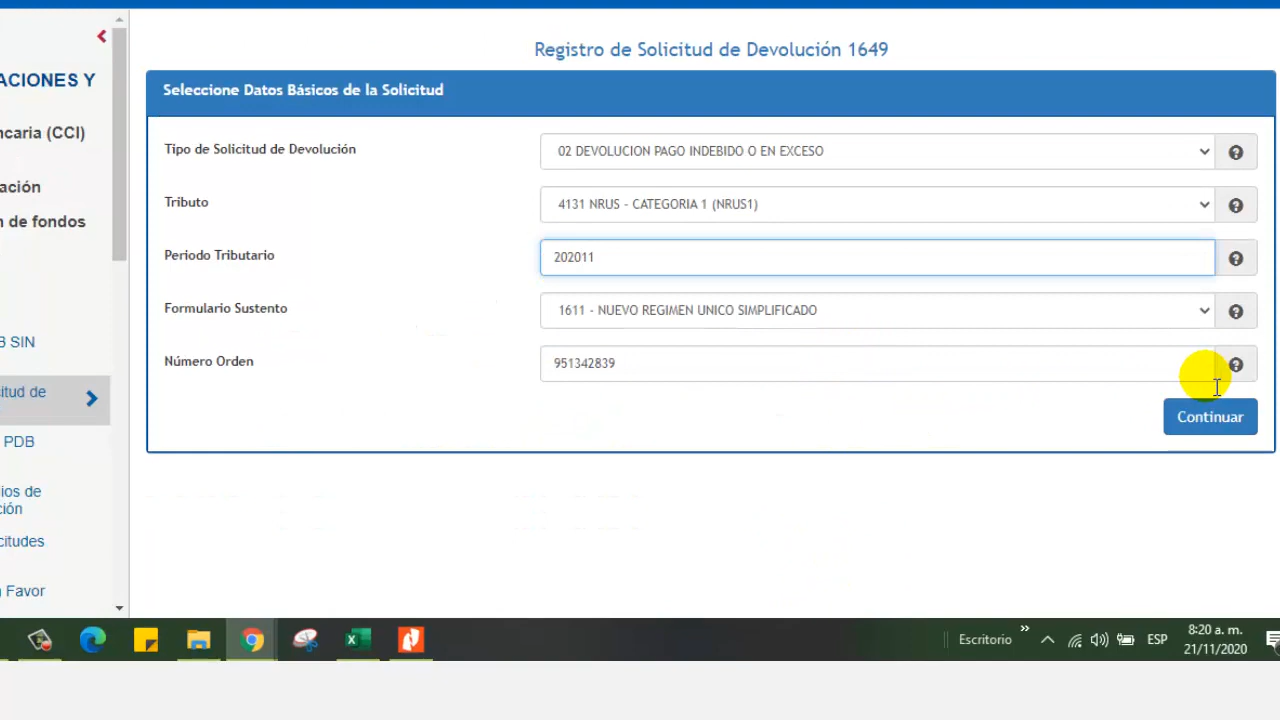 Registro de Solicitud de Devolución 1649
ACIONES Y
ncaria (CCI)
ación
n de fondos
B SIN
itud de
PDB
ios de
ción
citudes
a Favor
Seleccione Datos Básicos de la Solicitud
Tipo de Solicitud de Devolución
02 DEVOLUCION PAGO INDEBIDO O EN EXCESO
Tributo
4131 NRUS - CATEGORIA 1 (NRUS1)
Periodo Tributario
202011
Formulario Sustento
1611 - NUEVO REGIMEN UNICO SIMPLIFICADO
Número Orden
951342839
Continuar
Escritorio
ESP
8:20 a. m.
21/11/2020